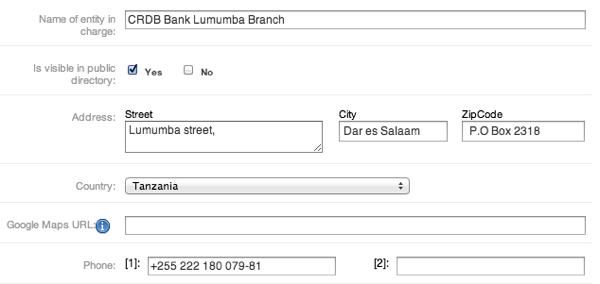 Name of entity in charge: CRDB Bank Lumumba Branch
Is visible in public directory: Yes No
Address: Street City ZipCode
Lumumba street, Dar es Salaam P.O Box 2318
Country: Tanzania
Google Maps URL: i
Phone: [1]: +255 222 180 079-81 [2]: